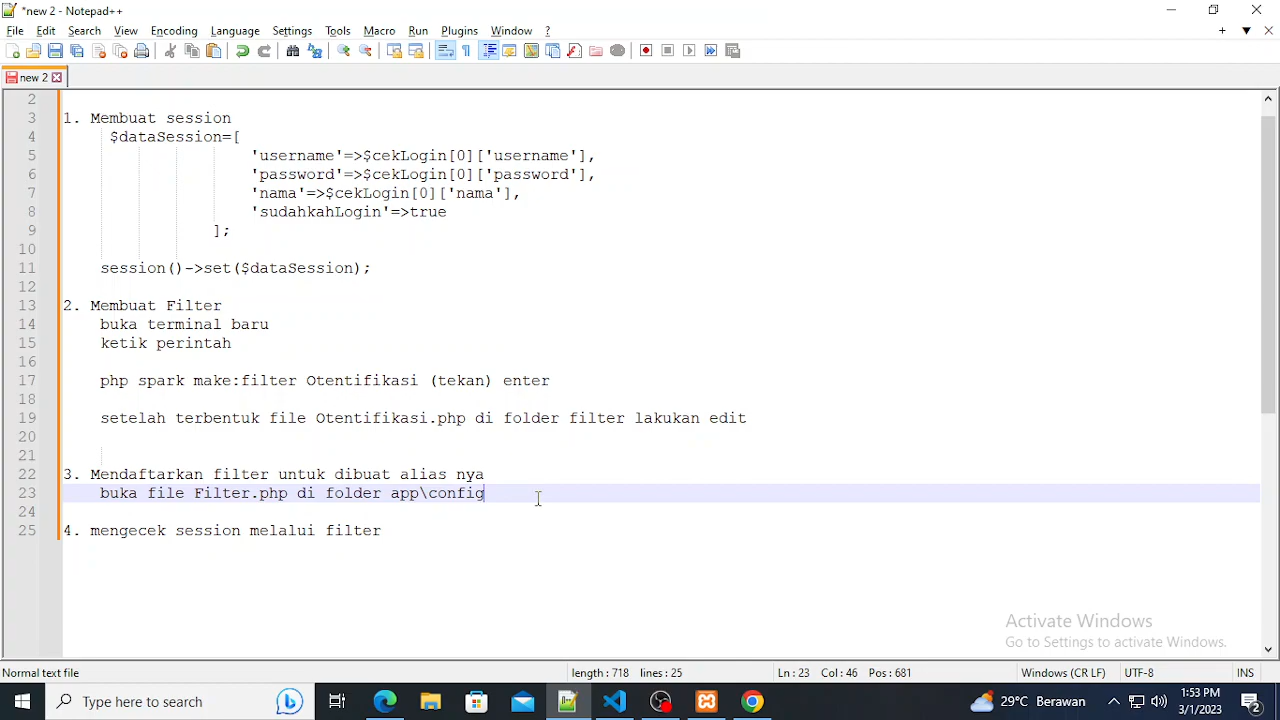 *new 2 - Notepad++
File Edit Search View Encoding Language Settings Tools Macro Run Plugins Window ?
new 2
2
3 1. Membuat session
4 $dataSession=[
5 'username'=>$cekLogin[0]['username'],
6 'password'=>$cekLogin[0]['password'],
7 'nama'=>$cekLogin[0]['nama'],
8 'sudahkahLogin'=>true
9 ];
10
11 session()->set($dataSession);
12
13 2. Membuat Filter
14 buka terminal baru
15 ketik perintah
16
17 php spark make:filter Otentifikasi (tekan) enter
18
19 setelah terbentuk file Otentifikasi.php di folder filter lakukan edit
20
21
22 3. Mendaftarkan filter untuk dibuat alias nya
23 buka file Filter.php di folder app\config
24
25 4. mengecek session melalui filter
Activate Windows
Go to Settings to activate Windows.
Normal text file length : 718 lines : 25 Ln : 23 Col : 46 Pos : 681 Windows (CR LF) UTF-8 INS
Type here to search 29°C Berawan 1:53 PM
3/1/2023 2